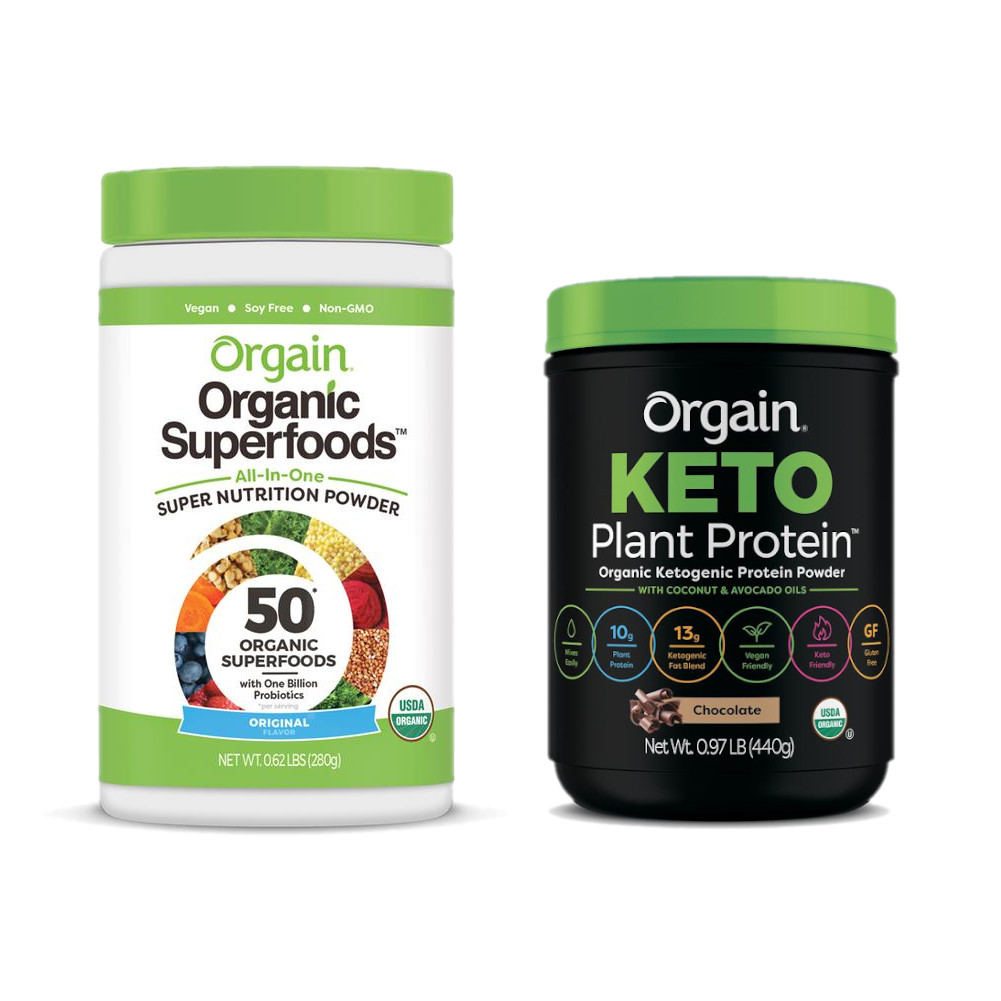 Vegan • Soy Free • Non-GMO
Orgain®
Organic
Superfoods™
All-In-One
SUPER NUTRITION POWDER
50*
ORGANIC
SUPERFOODS
with One Billion
Probiotics
*per serving
ORIGINAL
FLAVOR
USDA
ORGANIC
NET WT. 0.62 LBS (280g)
Orgain®
KETO
Plant Protein™
Organic Ketogenic Protein Powder
WITH COCONUT & AVOCADO OILS
Mixes
Easily
10g
Plant
Protein
13g
Ketogenic
Fat Blend
Vegan
Friendly
Keto
Friendly
GF
Gluten
Free
Chocolate
USDA
ORGANIC
U
Net Wt. 0.97 LB (440g)